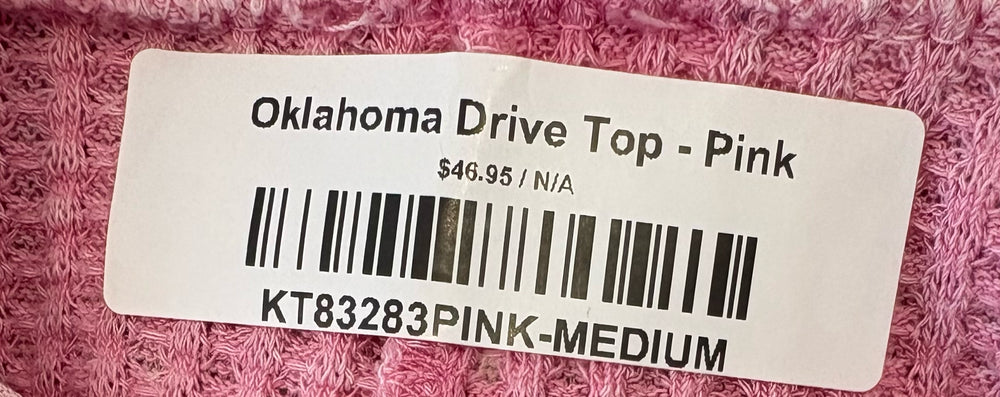 Oklahoma Drive Top - Pink
$46.95 / N/A
KT83283PINK-MEDIUM